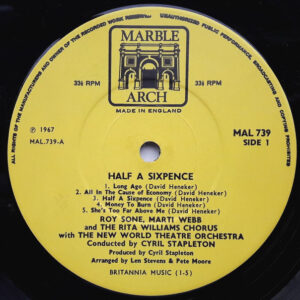 ALL RIGHTS OF THE MANUFACTURERS AND OF THE OWNER OF THE RECORDED WORK RESERVED
UNAUTHORISED PUBLIC PERFORMANCE, BROADCASTING AND COPYING PROHIBITED
MARBLE
33⅓ RPM 33⅓ RPM
ARCH
MADE IN ENGLAND
℗ 1967
MAL.739-A
MAL 739
SIDE 1
HALF A SIXPENCE
1. Long Ago (David Heneker)
2. All In The Cause of Economy (David Heneker)
3. Half A Sixpence (David Heneker)
4. Money To Burn (David Heneker)
5. She's Too Far Above Me (David Heneker)
ROY SONE, MARTI WEBB
and THE RITA WILLIAMS CHORUS
with THE NEW WORLD THEATRE ORCHESTRA
Conducted by CYRIL STAPLETON
Produced by Cyril Stapleton
Arranged by Len Stevens & Pete Moore
BRITANNIA MUSIC (1-5)